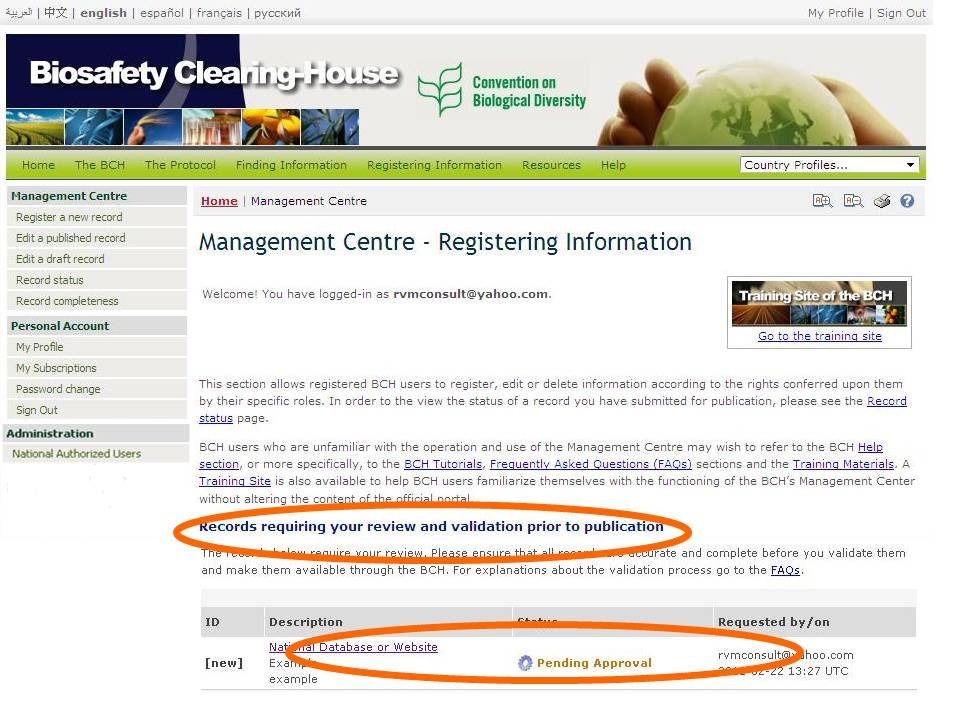 العربية | 中文 | english | español | français | русский
My Profile | Sign Out
Biosafety Clearing-House
Convention on
Biological Diversity
Home The BCH The Protocol Finding Information Registering Information Resources Help
Country Profiles...
Management Centre
Register a new record
Edit a published record
Edit a draft record
Record status
Record completeness
Personal Account
My Profile
My Subscriptions
Password change
Sign Out
Administration
National Authorized Users
Home | Management Centre
Management Centre - Registering Information
Welcome! You have logged-in as rvmconsult@yahoo.com.
Training Site of the BCH
Go to the training site
This section allows registered BCH users to register, edit or delete information according to the rights conferred upon them
by their specific roles. In order to the view the status of a record you have submitted for publication, please see the Record
status page.
BCH users who are unfamiliar with the operation and use of the Management Centre may wish to refer to the BCH Help
section, or more specifically, to the BCH Tutorials, Frequently Asked Questions (FAQs) sections and the Training Materials. A
Training Site is also available to help BCH users familiarize themselves with the functioning of the BCH's Management Center
without altering the content of the official portal.
Records requiring your review and validation prior to publication
The records below require your review. Please ensure that all records are accurate and complete before you validate them
and make them available through the BCH. For explanations about the validation process go to the FAQs.
ID Description Status Requested by/on
[new]
National Database or Website
Example
example
Pending Approval
rvmconsult@yahoo.com
02-22 13:27 UTC